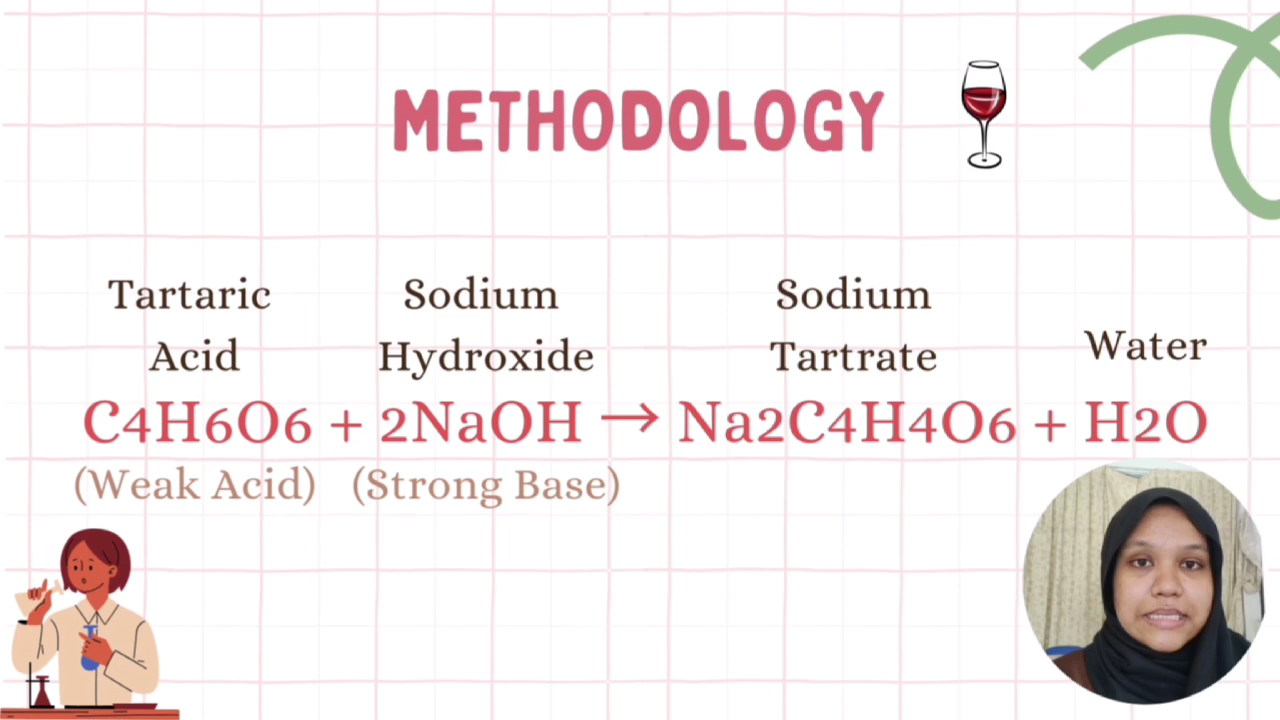 METHODOLOGY
Tartaric Acid
Sodium Hydroxide
Sodium Tartrate
Water
C4H6O6 + 2NaOH → Na2C4H4O6 + H2O
(Weak Acid) (Strong Base)